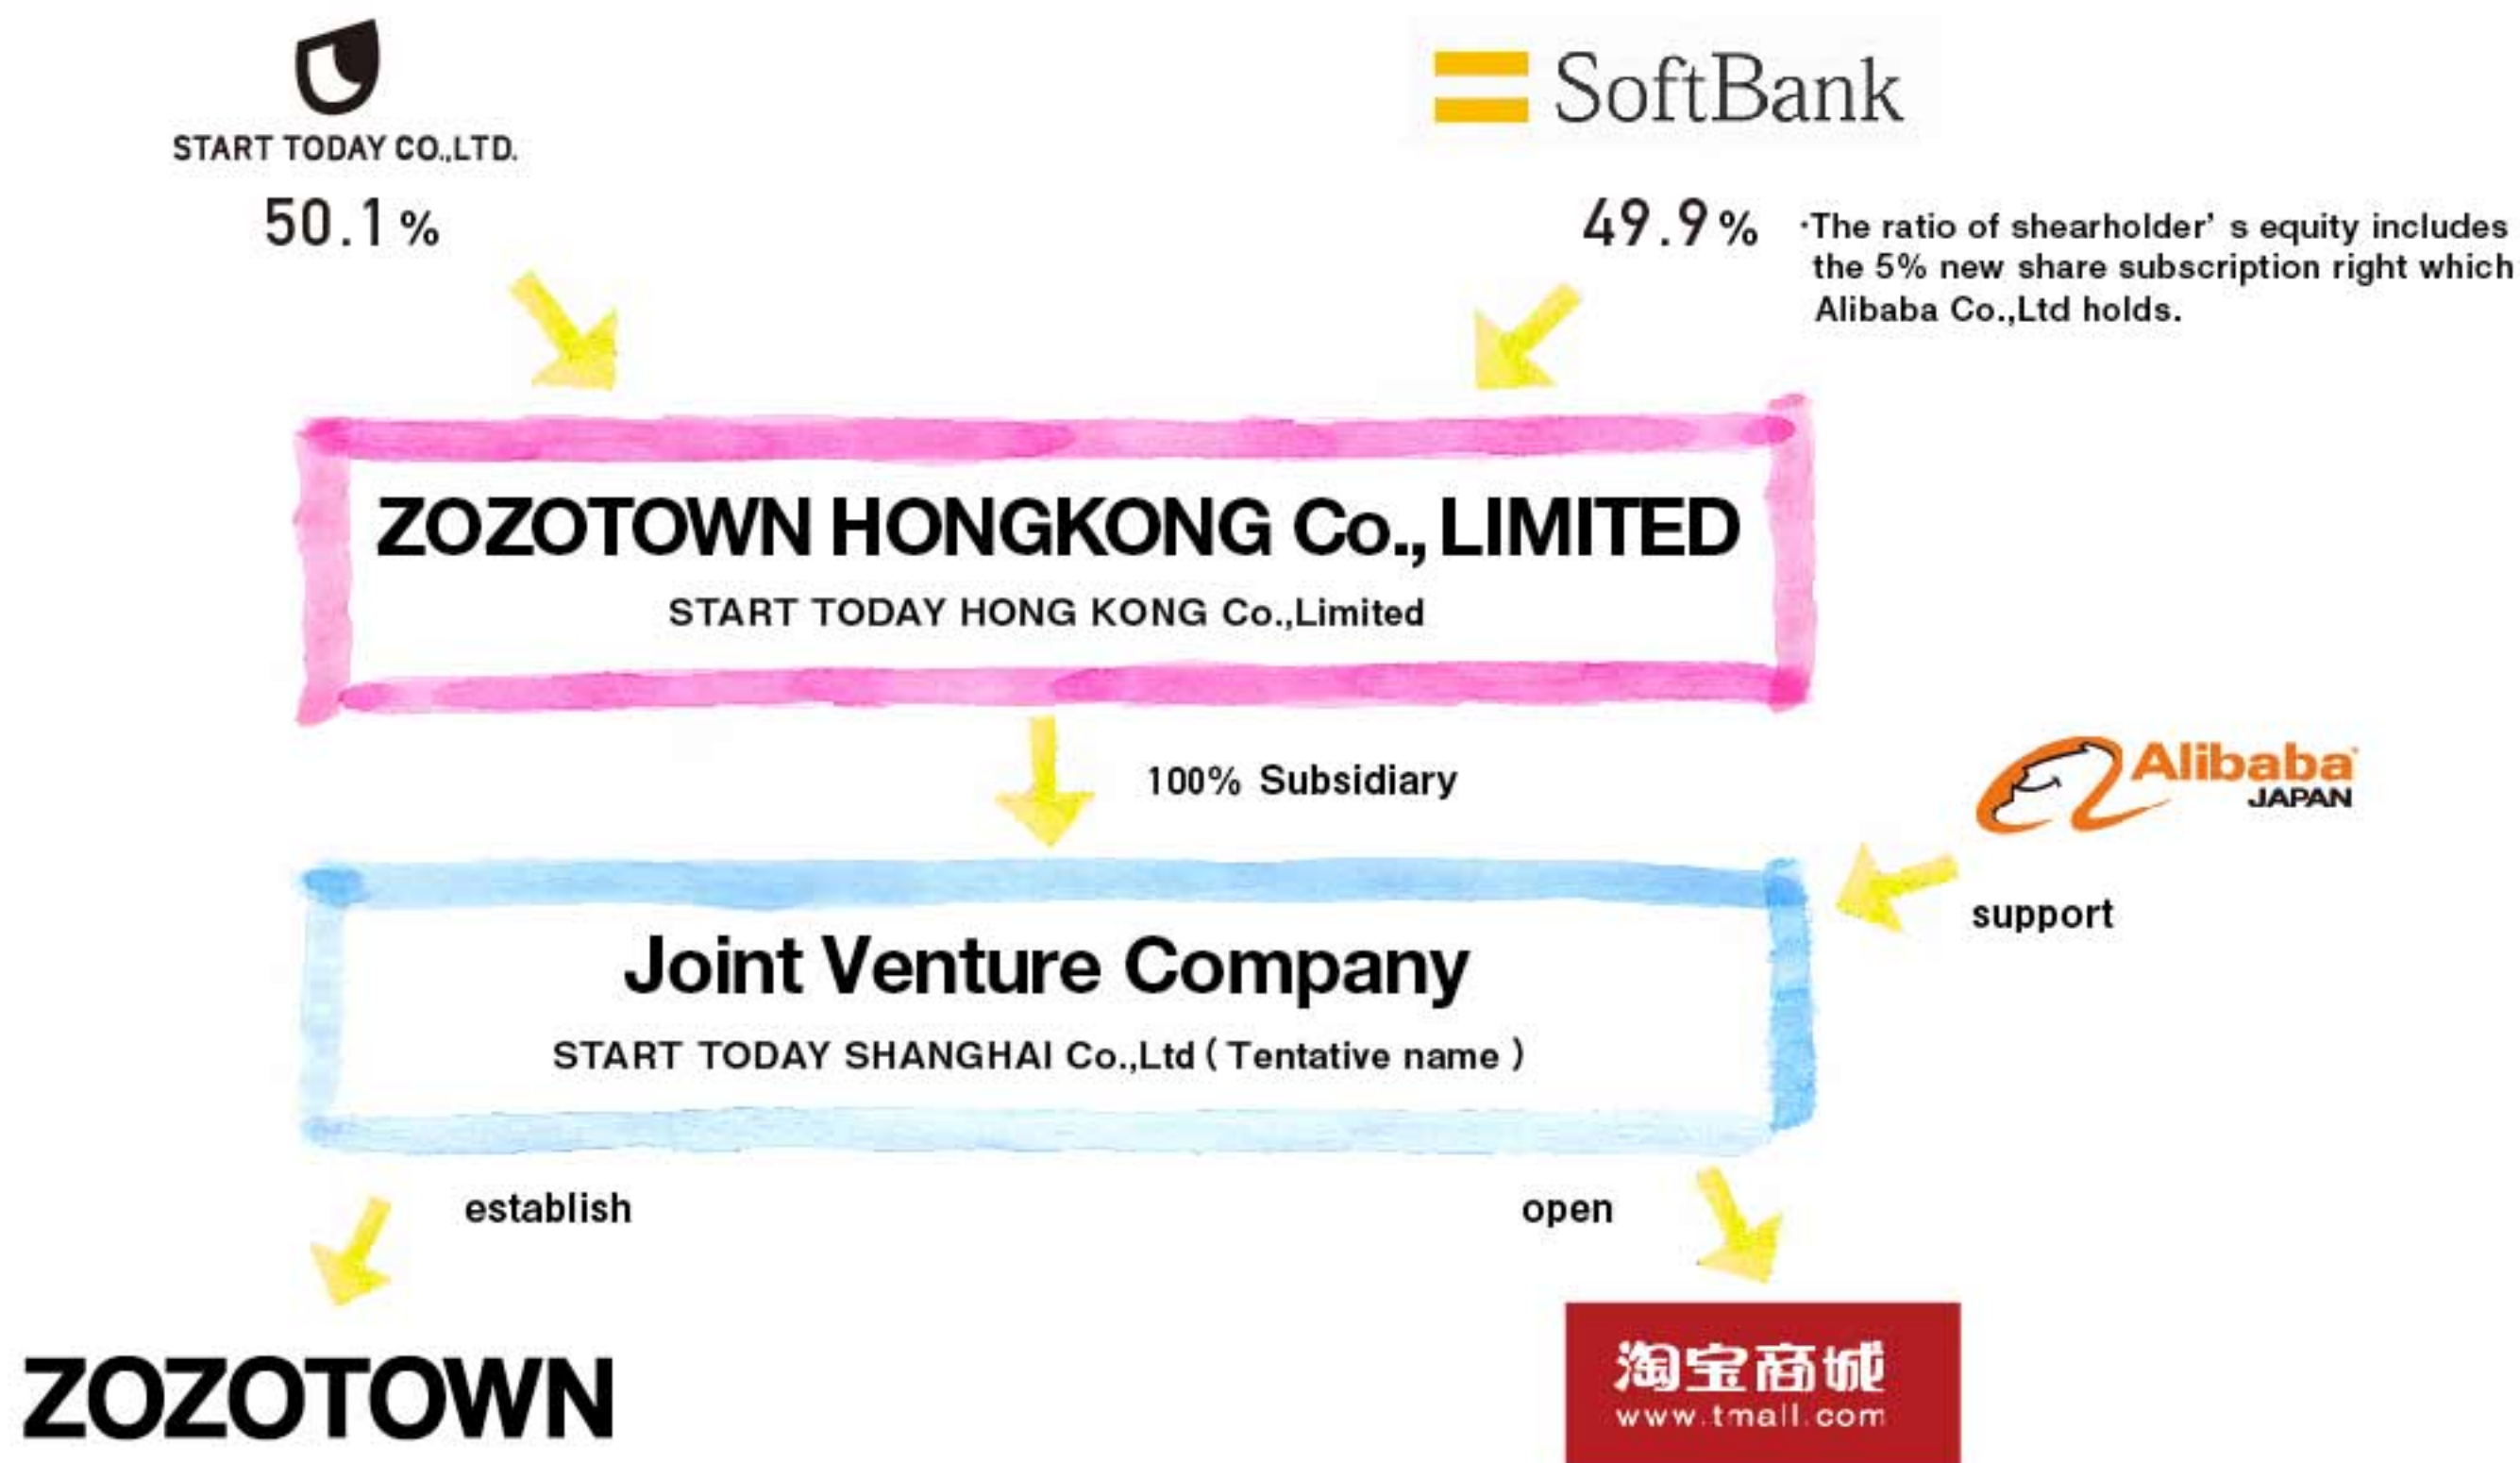 START TODAY CO.,LTD.
SoftBank
50.1%
49.9%
・The ratio of shearholder' s equity includes
the 5% new share subscription right which
Alibaba Co.,Ltd holds.
ZOZOTOWN HONGKONG Co., LIMITED
START TODAY HONG KONG Co.,Limited
100% Subsidiary
Alibaba
JAPAN
support
Joint Venture Company
START TODAY SHANGHAI Co.,Ltd ( Tentative name )
establish
open
ZOZOTOWN
淘宝商城
www.tmall.com